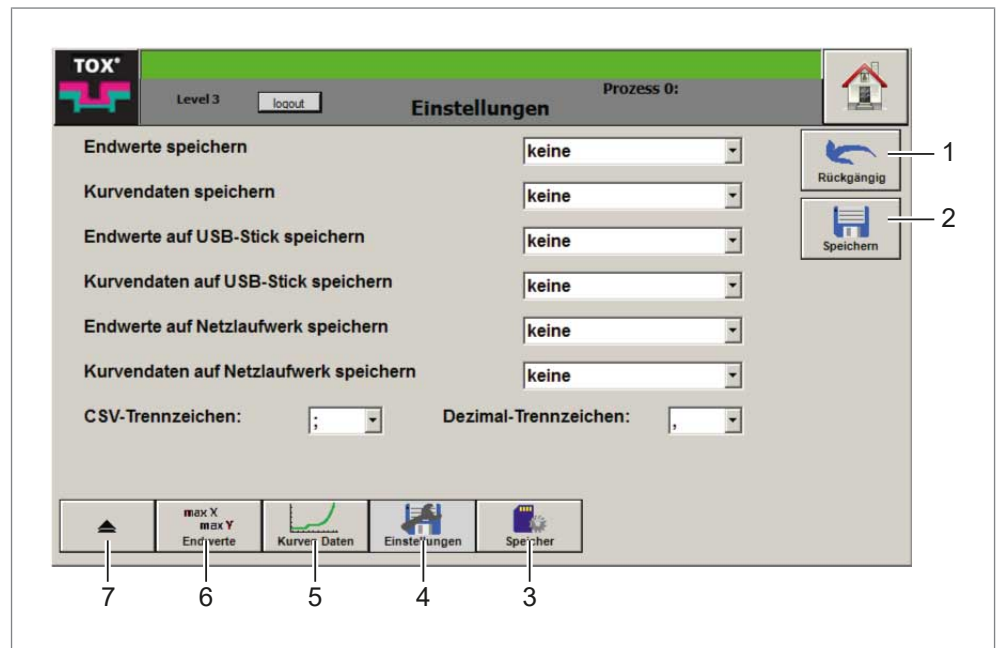 TOX®
Level 3
logout
Einstellungen
Prozess 0:
Endwerte speichern
keine
Kurvendaten speichern
keine
Endwerte auf USB-Stick speichern
keine
Kurvendaten auf USB-Stick speichern
keine
Endwerte auf Netzlaufwerk speichern
keine
Kurvendaten auf Netzlaufwerk speichern
keine
CSV-Trennzeichen:
;
Dezimal-Trennzeichen:
,
Rückgängig
1
Speichern
2
max X
max Y
Endwerte
Kurven Daten
Einstellungen
Speicher
7
6
5
4
3